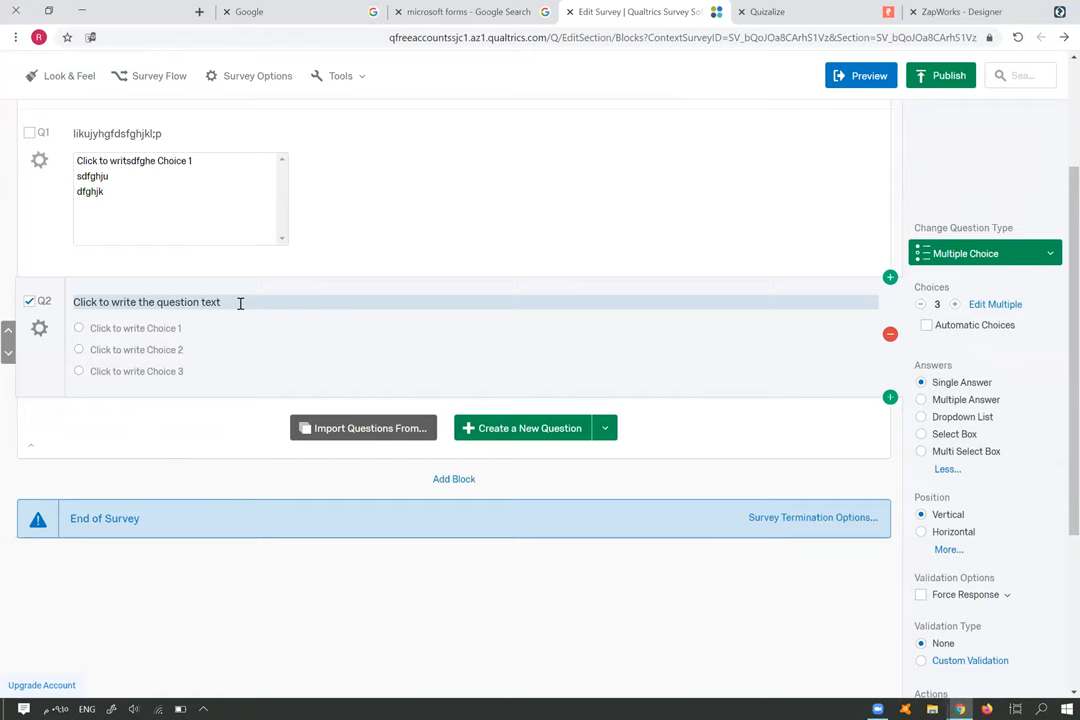 Google
microsoft forms - Google Search
Edit Survey | Qualtrics Survey So
Quizalize
ZapWorks - Designer
R
qfreeaccountssjc1.az1.qualtrics.com/Q/EditSection/Blocks?ContextSurveyID=SV_bQoJOa8CArhS1Vz&Section=SV_bQoJOa8CArhS1Vz
Look & Feel
Survey Flow
Survey Options
Tools
Preview
Publish
Sea...
Q1
likujyhgfdsfghjkl;p
Click to writsdfghe Choice 1
sdfghju
dfghjk
Change Question Type
Multiple Choice
Choices
3
Edit Multiple
Automatic Choices
Q2
Click to write the question text
Click to write Choice 1
Click to write Choice 2
Click to write Choice 3
Answers
Single Answer
Multiple Answer
Dropdown List
Select Box
Multi Select Box
Less...
Import Questions From...
Create a New Question
Add Block
Position
Vertical
Horizontal
More...
End of Survey
Survey Termination Options...
Validation Options
Force Response
Validation Type
None
Custom Validation
Actions
Upgrade Account
ENG